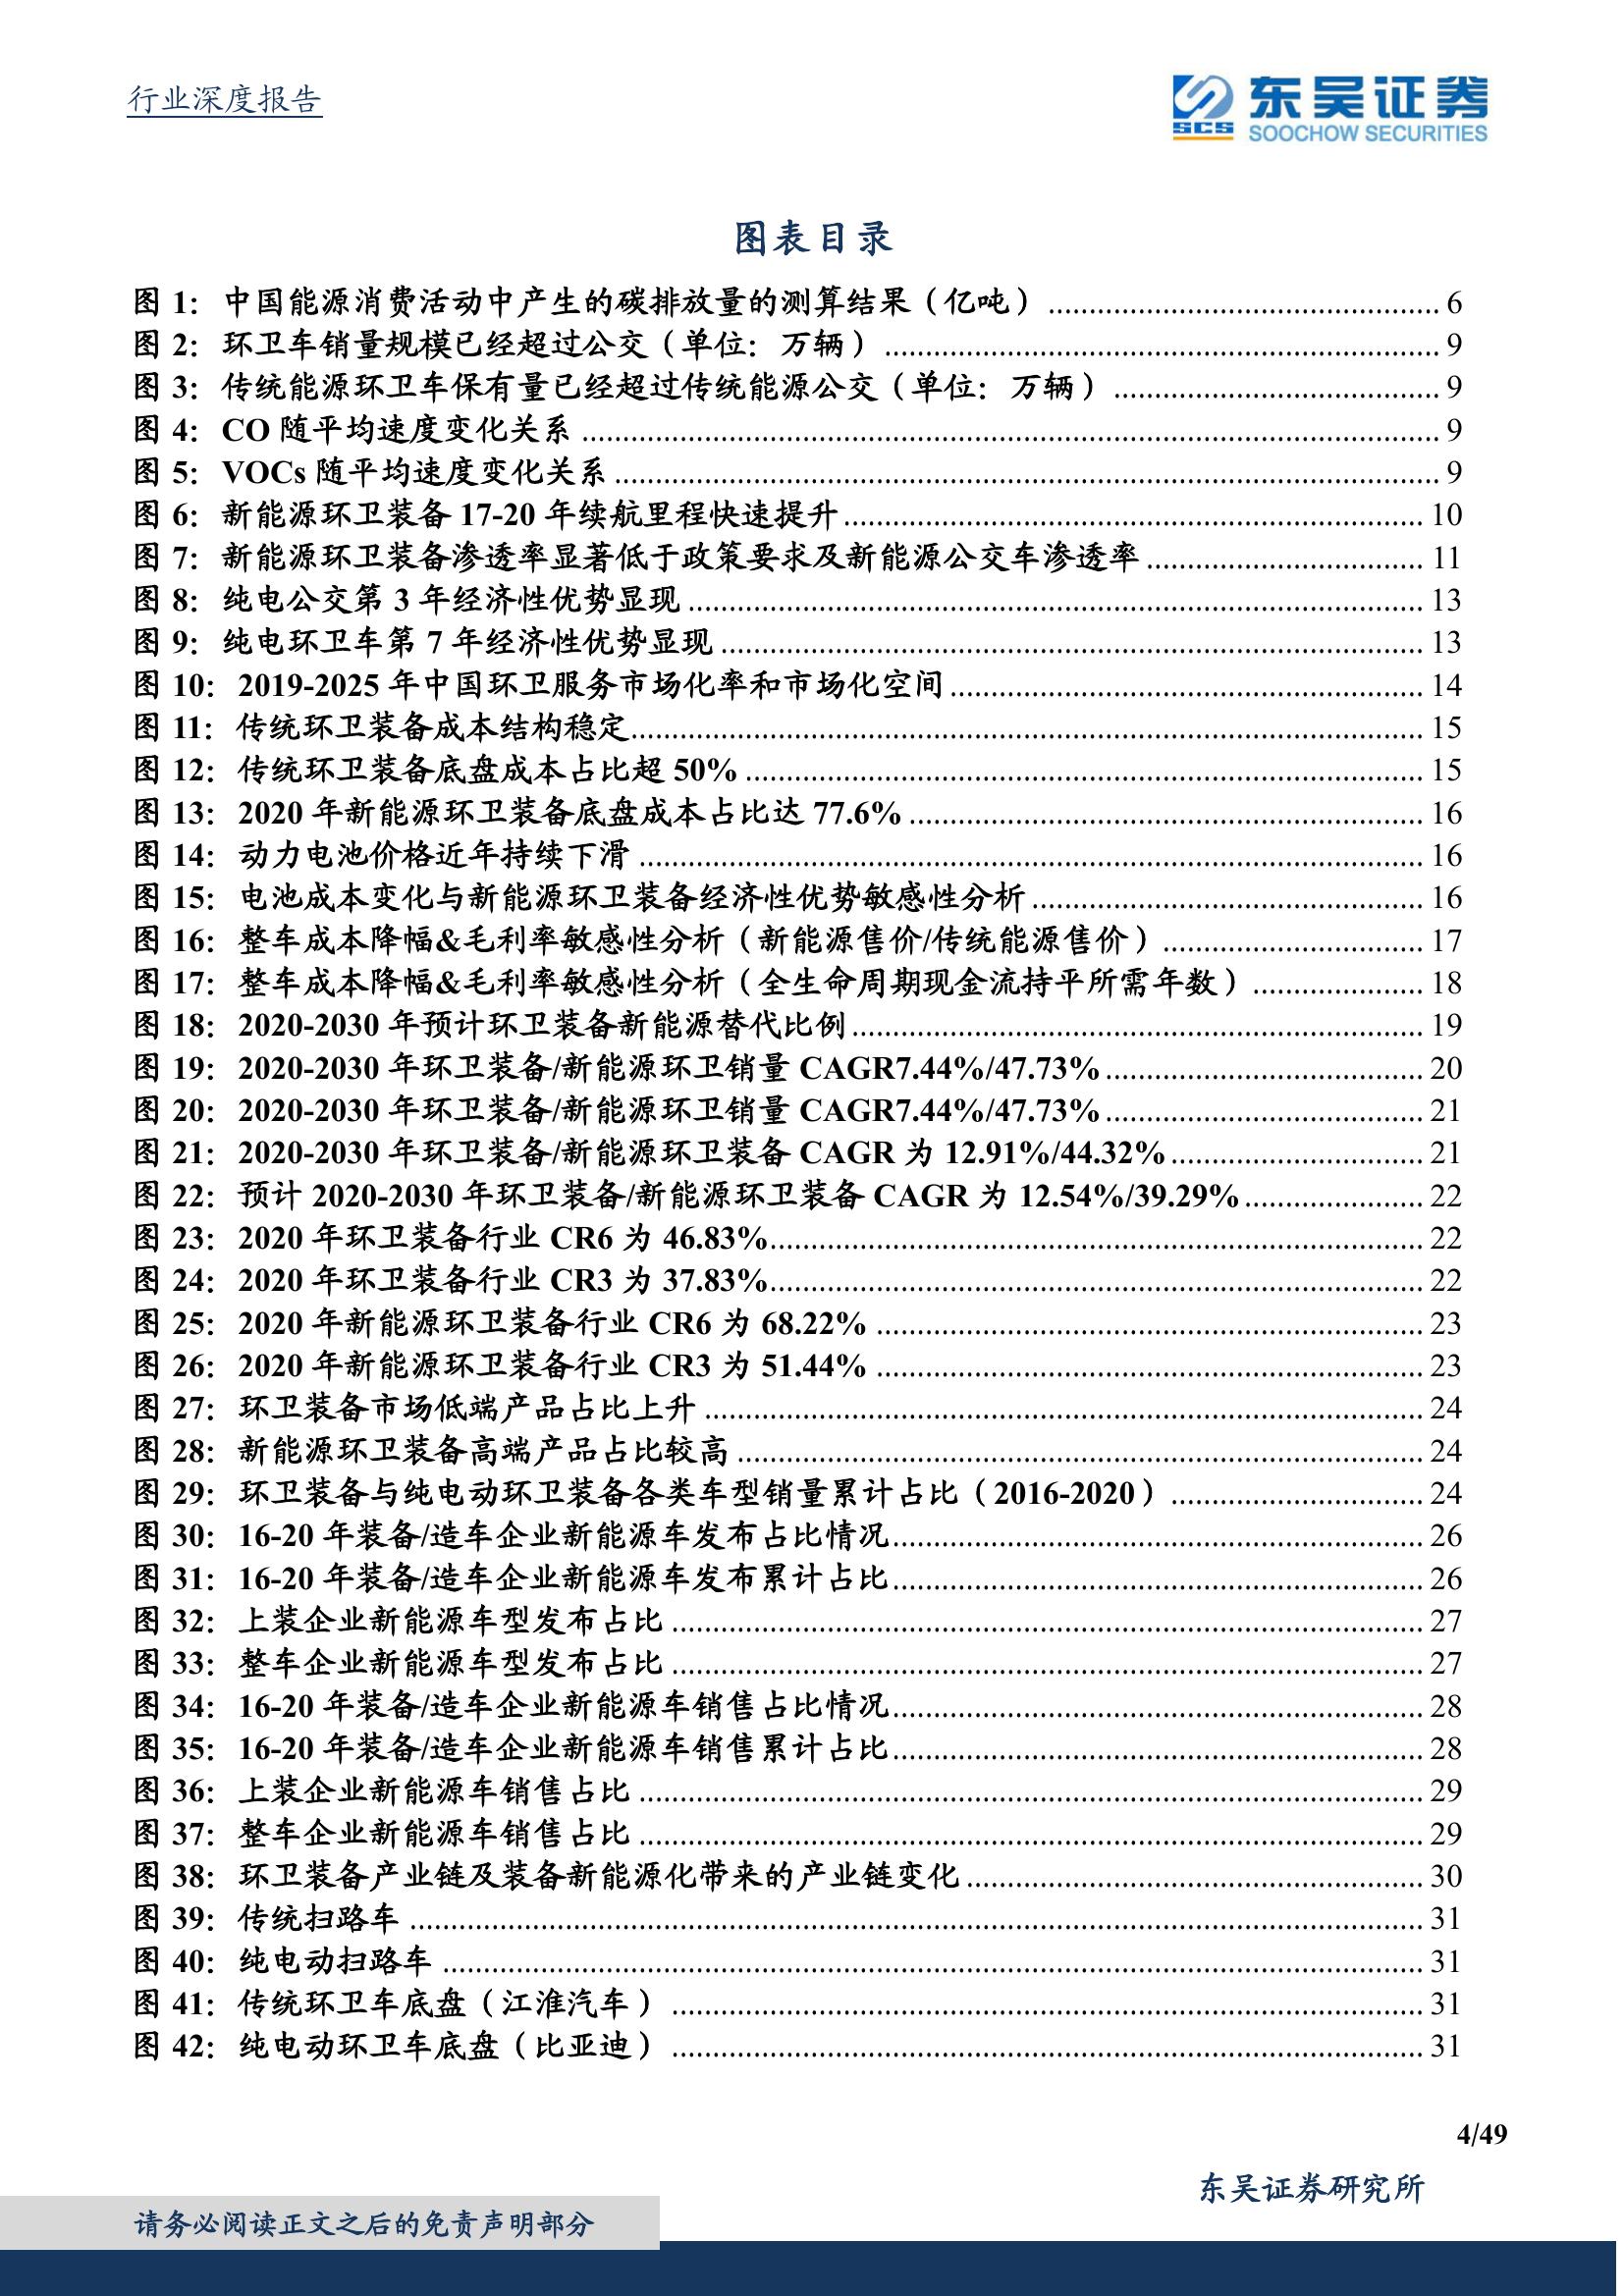 行业深度报告
SCS 东吴证券
SOOCHOW SECURITIES
图表目录
图 1：中国能源消费活动中产生的碳排放量的测算结果（亿吨） ........ 6
图 2：环卫车销量规模已经超过公交（单位：万辆） ........ 9
图 3：传统能源环卫车保有量已经超过传统能源公交（单位：万辆） ........ 9
图 4：CO 随平均速度变化关系 ........ 9
图 5：VOCs 随平均速度变化关系 ........ 9
图 6：新能源环卫装备 17-20 年续航里程快速提升 ........ 10
图 7：新能源环卫装备渗透率显著低于政策要求及新能源公交车渗透率 ........ 11
图 8：纯电公交第 3 年经济性优势显现 ........ 13
图 9：纯电环卫车第 7 年经济性优势显现 ........ 13
图 10：2019-2025 年中国环卫服务市场化率和市场化空间 ........ 14
图 11：传统环卫装备成本结构稳定 ........ 15
图 12：传统环卫装备底盘成本占比超 50% ........ 15
图 13：2020 年新能源环卫装备底盘成本占比达 77.6% ........ 16
图 14：动力电池价格近年持续下滑 ........ 16
图 15：电池成本变化与新能源环卫装备经济性优势敏感性分析 ........ 16
图 16：整车成本降幅&毛利率敏感性分析（新能源售价/传统能源售价） ........ 17
图 17：整车成本降幅&毛利率敏感性分析（全生命周期现金流持平所需年数） ........ 18
图 18：2020-2030 年预计环卫装备新能源替代比例 ........ 19
图 19：2020-2030 年环卫装备/新能源环卫销量 CAGR7.44%/47.73% ........ 20
图 20：2020-2030 年环卫装备/新能源环卫销量 CAGR7.44%/47.73% ........ 21
图 21：2020-2030 年环卫装备/新能源环卫装备 CAGR 为 12.91%/44.32% ........ 21
图 22：预计 2020-2030 年环卫装备/新能源环卫装备 CAGR 为 12.54%/39.29% ........ 22
图 23：2020 年环卫装备行业 CR6 为 46.83% ........ 22
图 24：2020 年环卫装备行业 CR3 为 37.83% ........ 22
图 25：2020 年新能源环卫装备行业 CR6 为 68.22% ........ 23
图 26：2020 年新能源环卫装备行业 CR3 为 51.44% ........ 23
图 27：环卫装备市场低端产品占比上升 ........ 24
图 28：新能源环卫装备高端产品占比较高 ........ 24
图 29：环卫装备与纯电动环卫装备各类车型销量累计占比（2016-2020） ........ 24
图 30：16-20 年装备/造车企业新能源车发布占比情况 ........ 26
图 31：16-20 年装备/造车企业新能源车发布累计占比 ........ 26
图 32：上装企业新能源车型发布占比 ........ 27
图 33：整车企业新能源车型发布占比 ........ 27
图 34：16-20 年装备/造车企业新能源车销售占比情况 ........ 28
图 35：16-20 年装备/造车企业新能源车销售累计占比 ........ 28
图 36：上装企业新能源车销售占比 ........ 29
图 37：整车企业新能源车销售占比 ........ 29
图 38：环卫装备产业链及装备新能源化带来的产业链变化 ........ 30
图 39：传统扫路车 ........ 31
图 40：纯电动扫路车 ........ 31
图 41：传统环卫车底盘（江淮汽车） ........ 31
图 42：纯电动环卫车底盘（比亚迪） ........ 31
4/49
东吴证券研究所
请务必阅读正文之后的免责声明部分